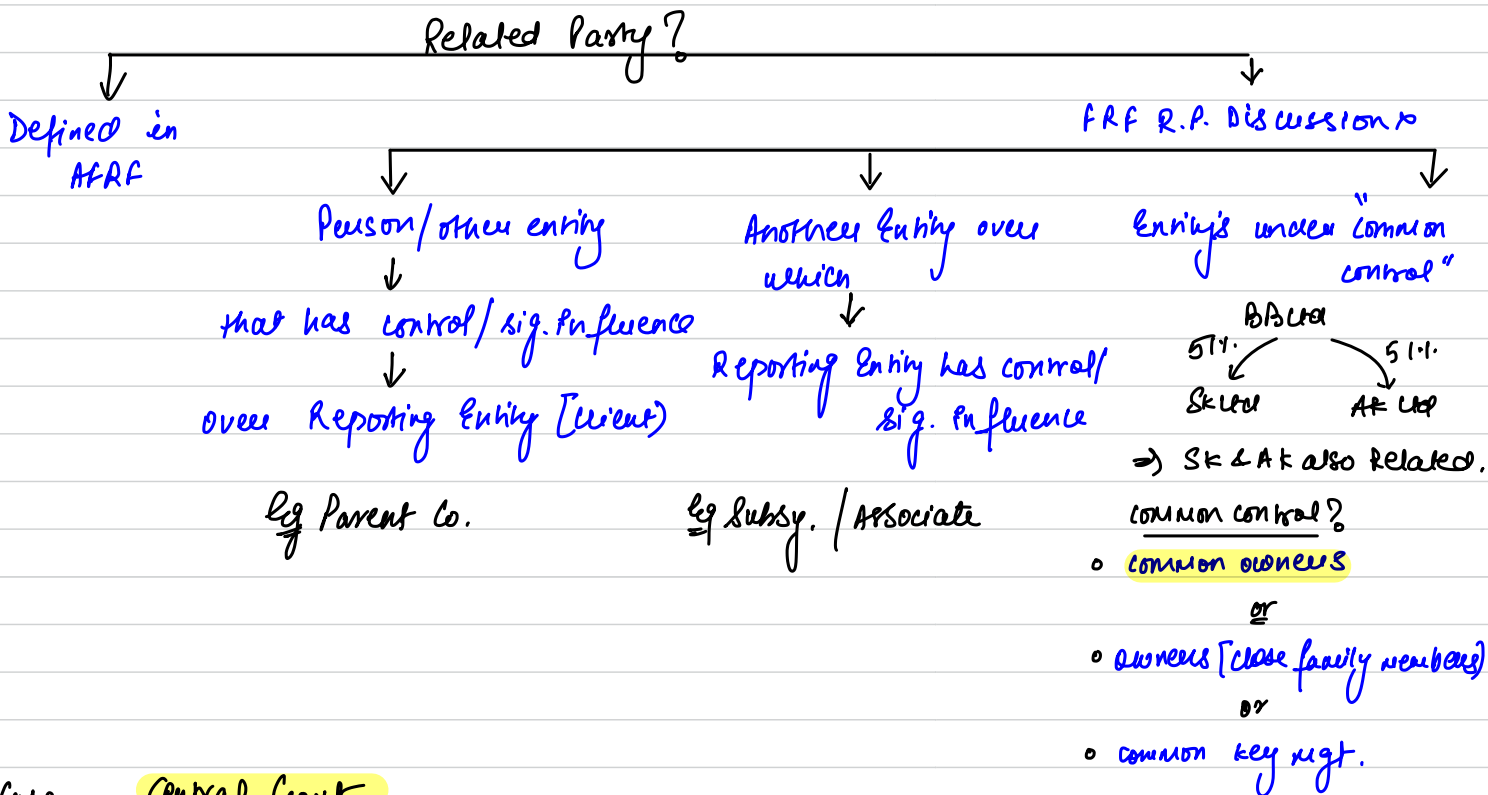 Related Party?
Defined in
AFRF
FRF R.P. Discussion
Person/other entity
that has control/sig. Influence
over Reporting Entity [Client)
Eg Parent Co.
Another Entity over
which
Reporting Entity has control/
sig. Influence
Eg Subsy. / Associate
Entity's under "common
control"
BB Ltd
51%. 51%.
SK Ltd AK Ltd
⇒ SK & AK also Related.
common control?
• common owners
or
• owners [close family members)
or
• common key mgt.
Control Count